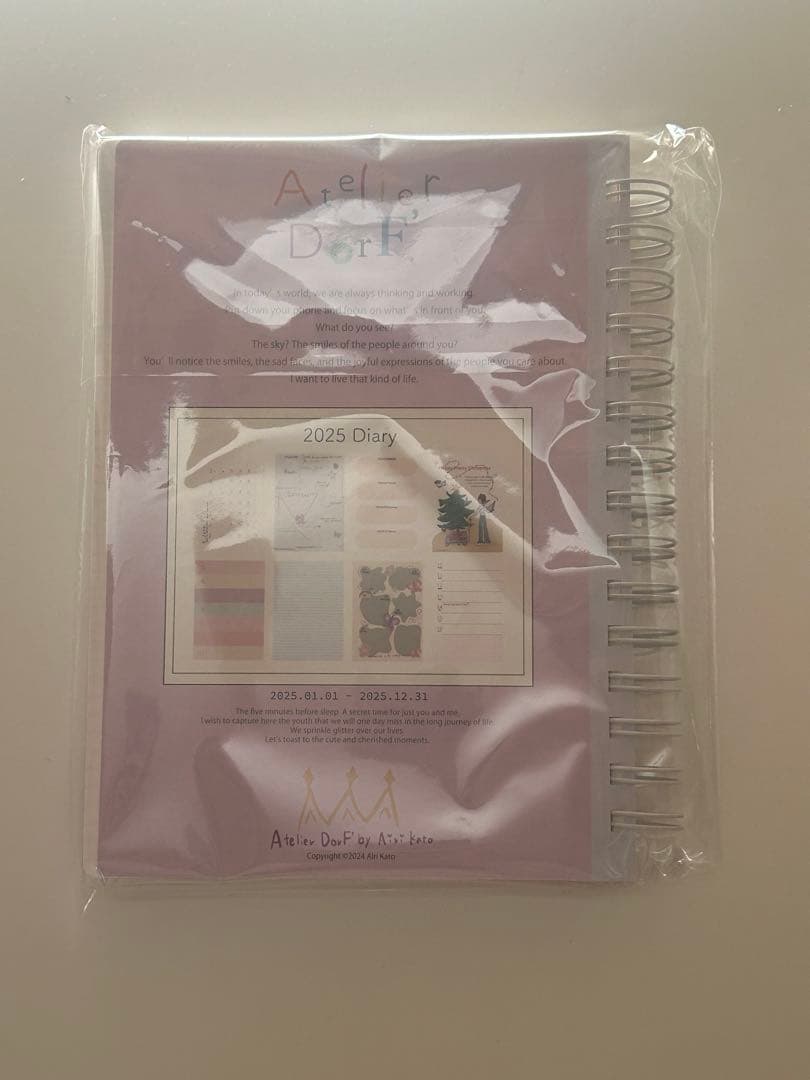 Atelier
DorF'
In today's world, we are always thinking and working.
Put down your phone and focus on what's in front of you.
What do you see?
The sky? The smiles of the people around you?
You'll notice the smiles, the sad faces, and the joyful expressions of the people you care about.
I want to live that kind of life.
2025 Diary
2025.01.01 - 2025.12.31
The five minutes before sleep. A secret time for just you and me.
I wish to capture here the youth that we will one day miss in the long journey of life.
We sprinkle glitter over our lives.
Let's toast to the cute and cherished moments.
Atelier DorF' by Airi Kato
Copyright ©2024 Airi Kato